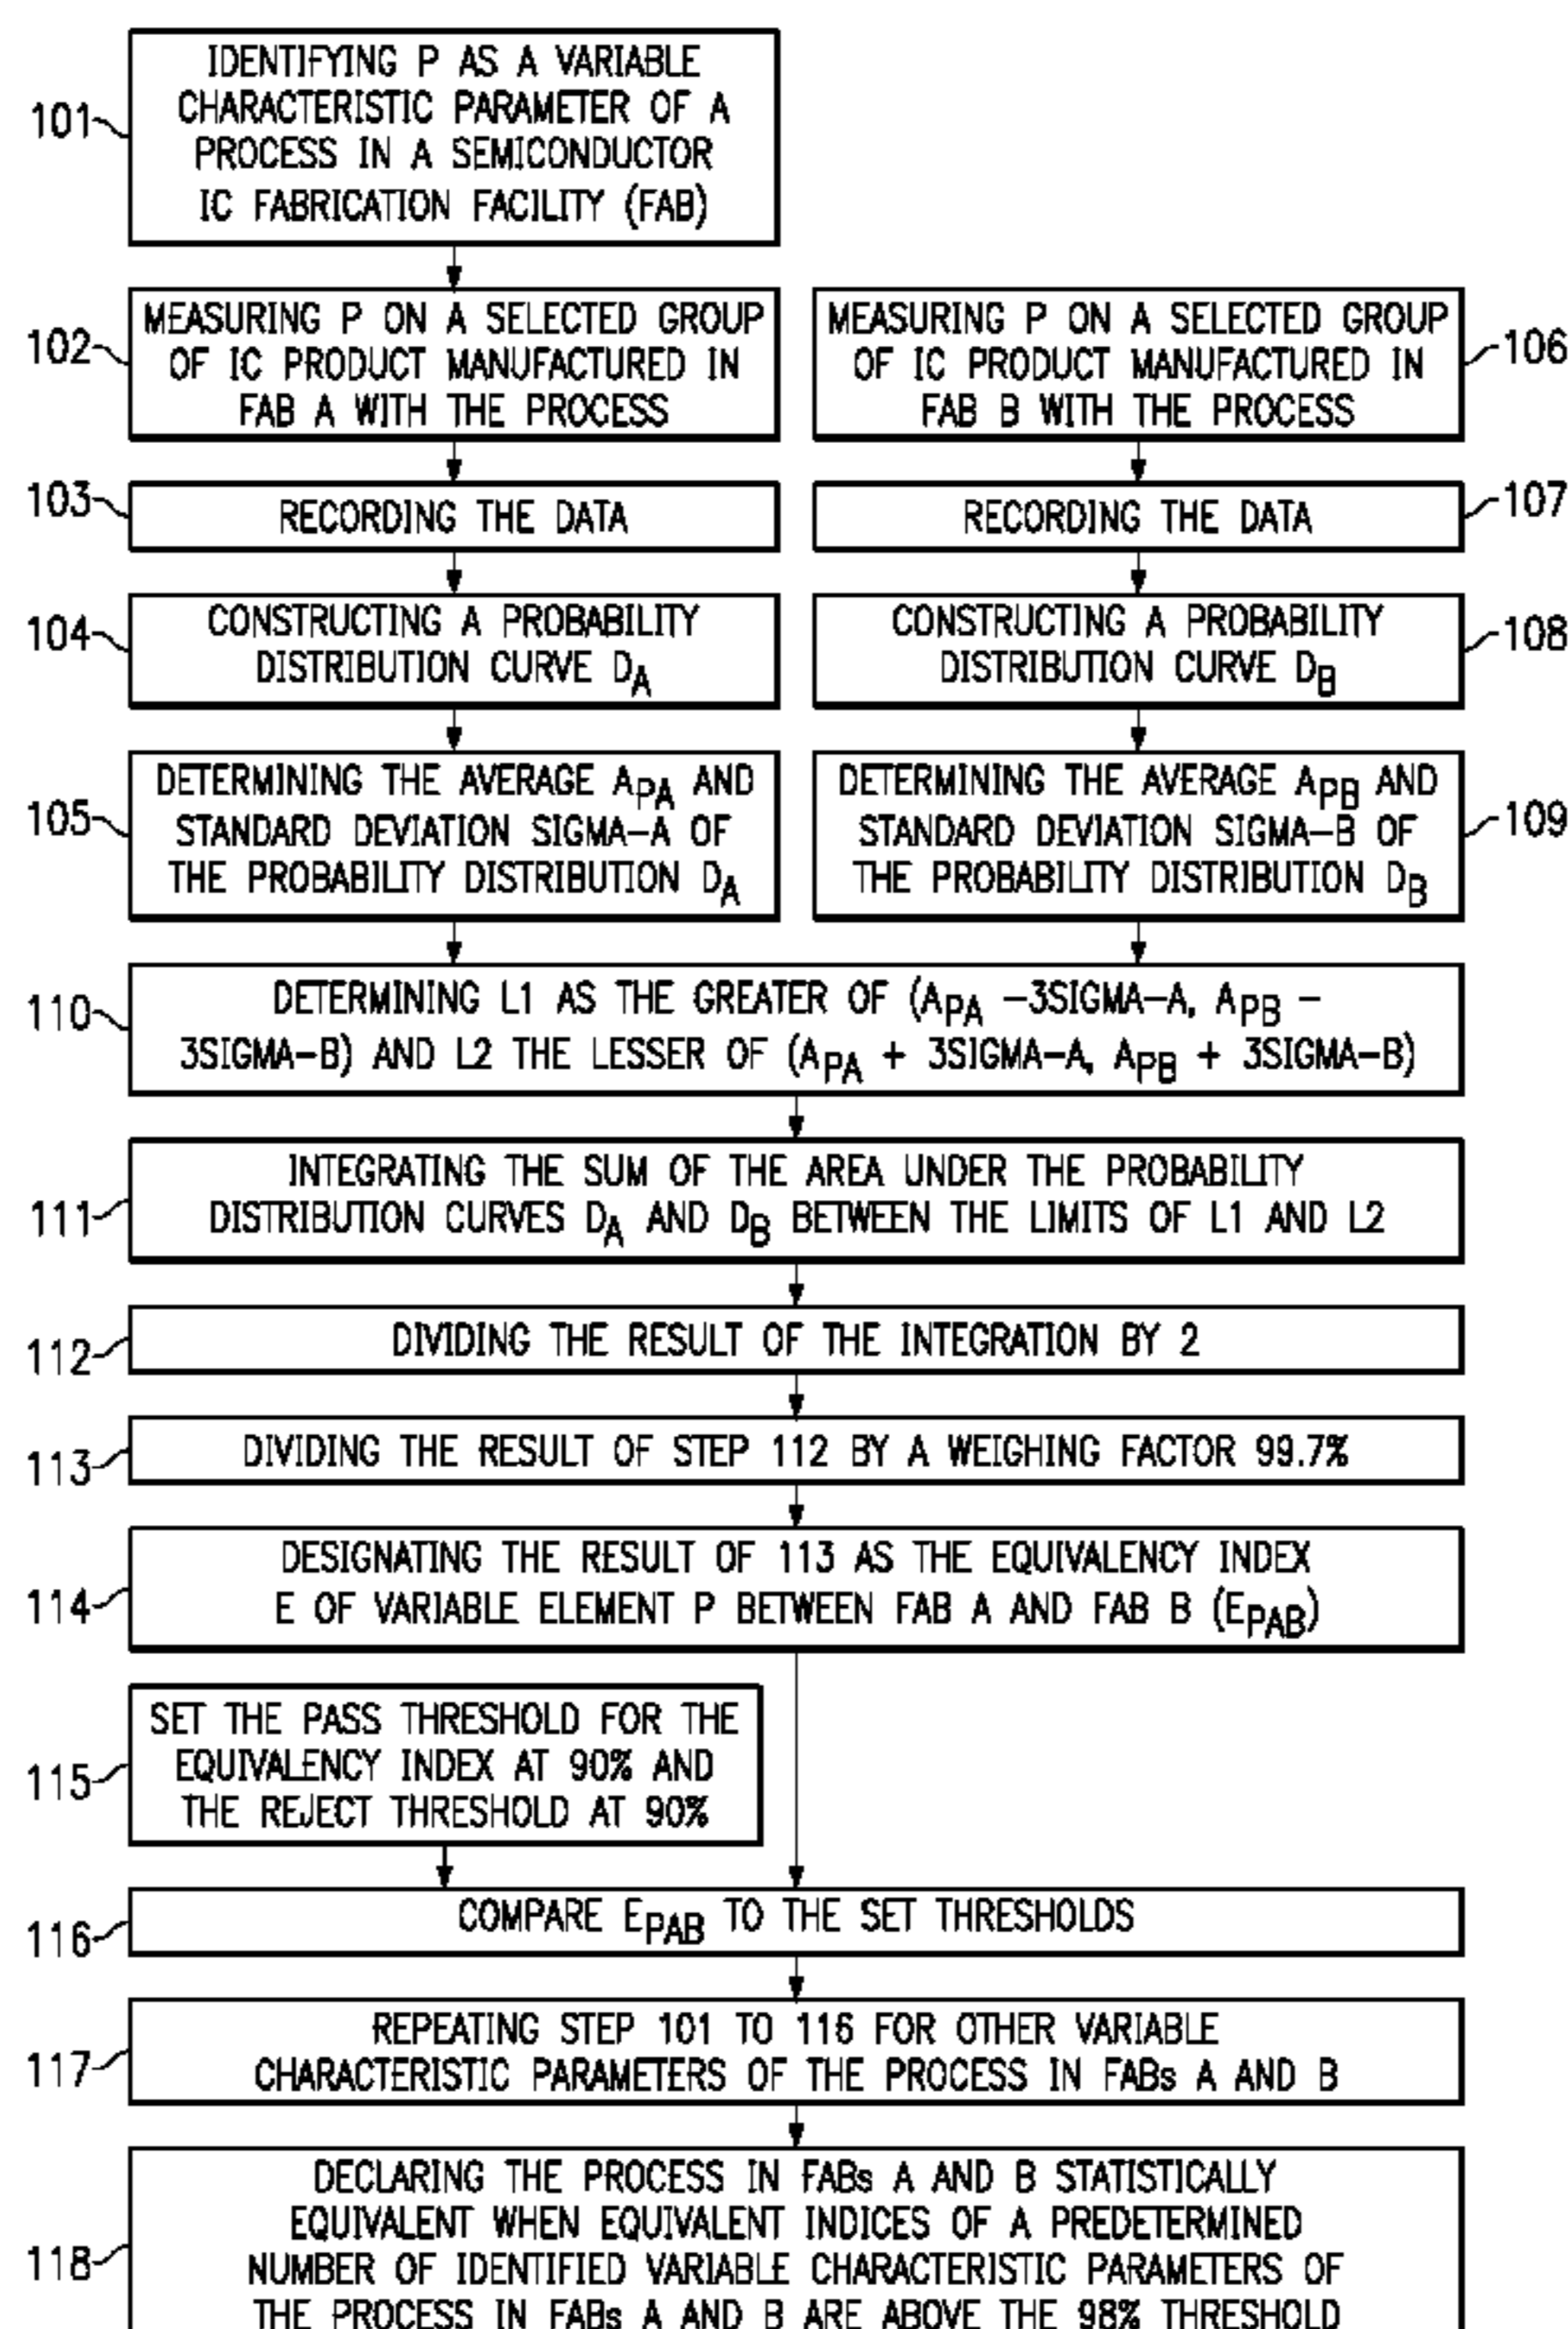 101
IDENTIFYING P AS A VARIABLE
CHARACTERISTIC PARAMETER OF A
PROCESS IN A SEMICONDUCTOR
IC FABRICATION FACILITY (FAB)
102
MEASURING P ON A SELECTED GROUP
OF IC PRODUCT MANUFACTURED IN
FAB A WITH THE PROCESS
MEASURING P ON A SELECTED GROUP
OF IC PRODUCT MANUFACTURED IN
FAB B WITH THE PROCESS
106
103
RECORDING THE DATA
RECORDING THE DATA
107
104
CONSTRUCTING A PROBABILITY
DISTRIBUTION CURVE DA
CONSTRUCTING A PROBABILITY
DISTRIBUTION CURVE DB
108
105
DETERMINING THE AVERAGE APA AND
STANDARD DEVIATION SIGMA-A OF
THE PROBABILITY DISTRIBUTION DA
DETERMINING THE AVERAGE APB AND
STANDARD DEVIATION SIGMA-B OF
THE PROBABILITY DISTRIBUTION DB
109
110
DETERMINING L1 AS THE GREATER OF (APA -3SIGMA-A, APB -
3SIGMA-B) AND L2 THE LESSER OF (APA + 3SIGMA-A, APB + 3SIGMA-B)
111
INTEGRATING THE SUM OF THE AREA UNDER THE PROBABILITY
DISTRIBUTION CURVES DA AND DB BETWEEN THE LIMITS OF L1 AND L2
112
DIVIDING THE RESULT OF THE INTEGRATION BY 2
113
DIVIDING THE RESULT OF STEP 112 BY A WEIGHING FACTOR 99.7%
114
DESIGNATING THE RESULT OF 113 AS THE EQUIVALENCY INDEX
E OF VARIABLE ELEMENT P BETWEEN FAB A AND FAB B (EPAB)
115
SET THE PASS THRESHOLD FOR THE
EQUIVALENCY INDEX AT 90% AND
THE REJECT THRESHOLD AT 90%
116
COMPARE EPAB TO THE SET THRESHOLDS
117
REPEATING STEP 101 TO 116 FOR OTHER VARIABLE
CHARACTERISTIC PARAMETERS OF THE PROCESS IN FABs A AND B
118
DECLARING THE PROCESS IN FABs A AND B STATISTICALLY
EQUIVALENT WHEN EQUIVALENT INDICES OF A PREDETERMINED
NUMBER OF IDENTIFIED VARIABLE CHARACTERISTIC PARAMETERS OF
THE PROCESS IN FABs A AND B ARE ABOVE THE 98% THRESHOLD